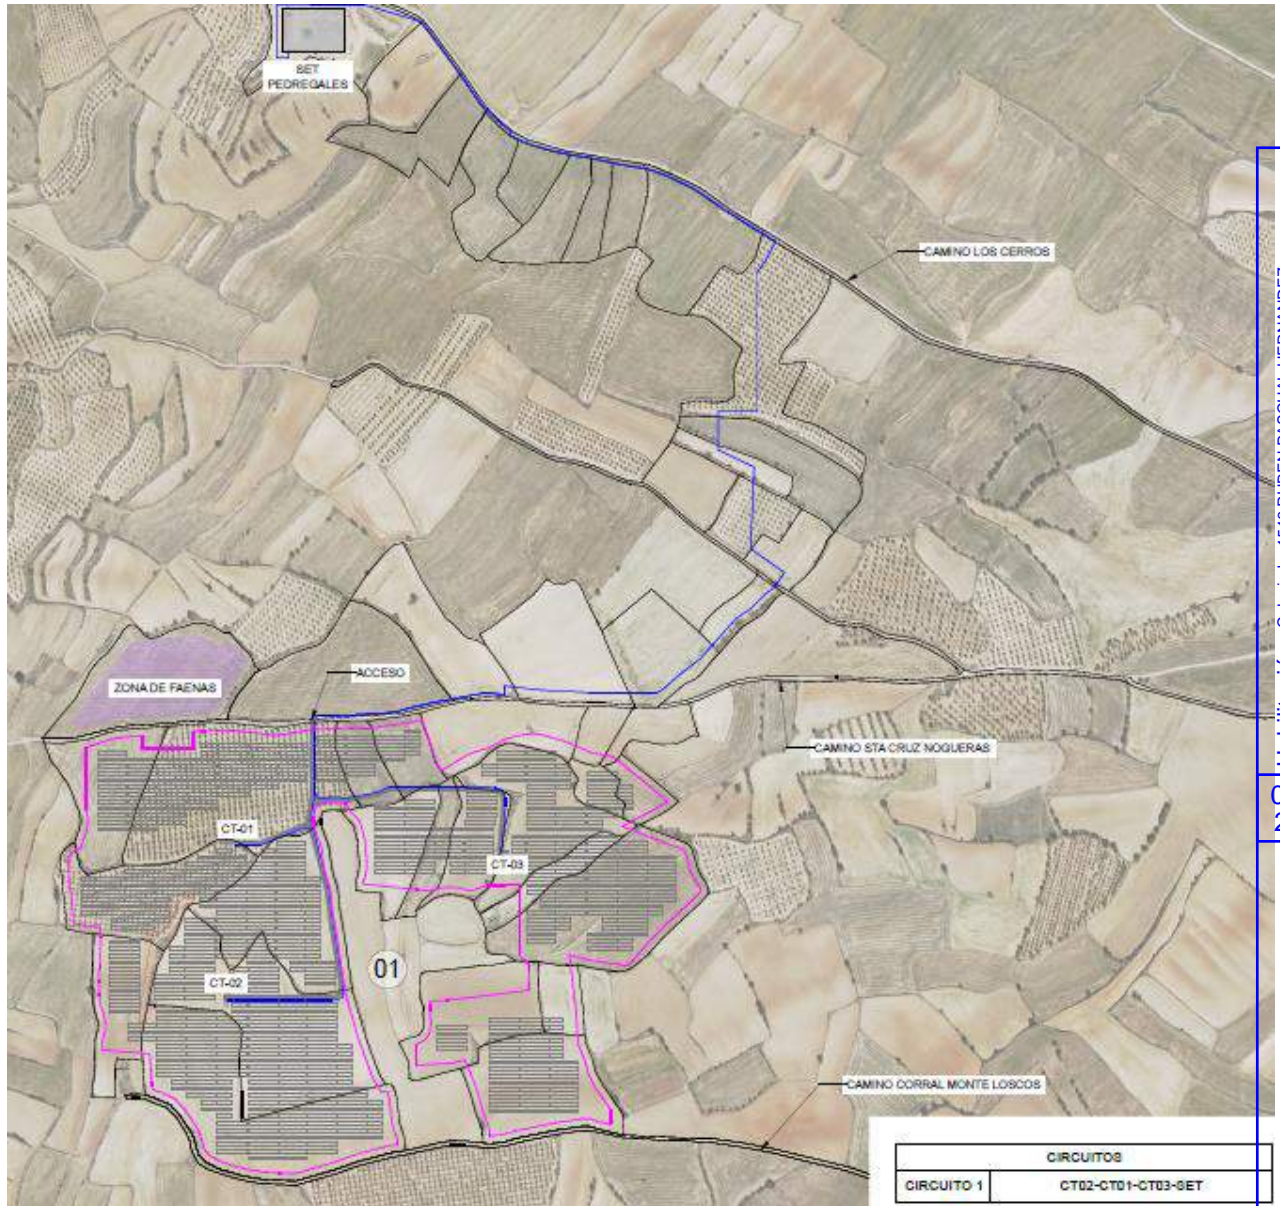 SET
PEDREGALES
CAMINO LOS CERROS
ACCESO
ZONA DE FAENAS
CAMINO STA CRUZ NOGUERAS
CT-01
CT-03
01
CT-02
CAMINO CORRAL MONTE LOSCOS
CIRCUITOS
CIRCUITO 1 CT02-CT01-CT03-SET